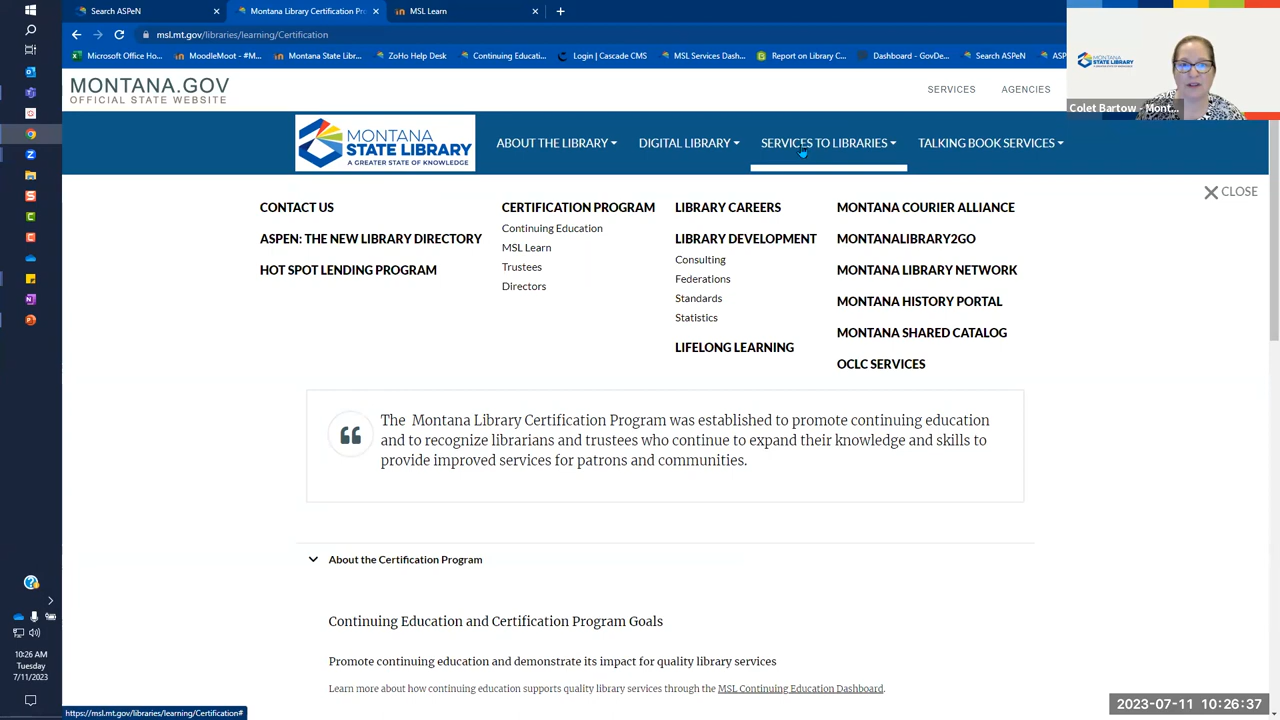 Search ASPeN
Montana Library Certification Pr
MSL Learn
msl.mt.gov/libraries/learning/Certification
Microsoft Office Ho...
MoodleMoot - #M...
Montana State Libr...
ZoHo Help Desk
Continuing Educati...
Login | Cascade CMS
MSL Services Dash...
Report on Library C...
Dashboard - GovDe...
Search ASPeN
ASP
MONTANA.GOV
OFFICIAL STATE WEBSITE
SERVICES
AGENCIES
MONTANA
STATE LIBRARY
Colet Bartow - Mont...
MONTANA
STATE LIBRARY
A GREATER STATE OF KNOWLEDGE
ABOUT THE LIBRARY
DIGITAL LIBRARY
SERVICES TO LIBRARIES
TALKING BOOK SERVICES
CLOSE
CONTACT US
ASPEN: THE NEW LIBRARY DIRECTORY
HOT SPOT LENDING PROGRAM
CERTIFICATION PROGRAM
Continuing Education
MSL Learn
Trustees
Directors
LIBRARY CAREERS
LIBRARY DEVELOPMENT
Consulting
Federations
Standards
Statistics
LIFELONG LEARNING
MONTANA COURIER ALLIANCE
MONTANALIBRARY2GO
MONTANA LIBRARY NETWORK
MONTANA HISTORY PORTAL
MONTANA SHARED CATALOG
OCLC SERVICES
The Montana Library Certification Program was established to promote continuing education
and to recognize librarians and trustees who continue to expand their knowledge and skills to
provide improved services for patrons and communities.
About the Certification Program
Continuing Education and Certification Program Goals
Promote continuing education and demonstrate its impact for quality library services
Learn more about how continuing education supports quality library services through the MSL Continuing Education Dashboard.
10:26 AM
Tuesday
7/11/2023
https://msl.mt.gov/libraries/learning/Certification#
2023-07-11 10:26:37